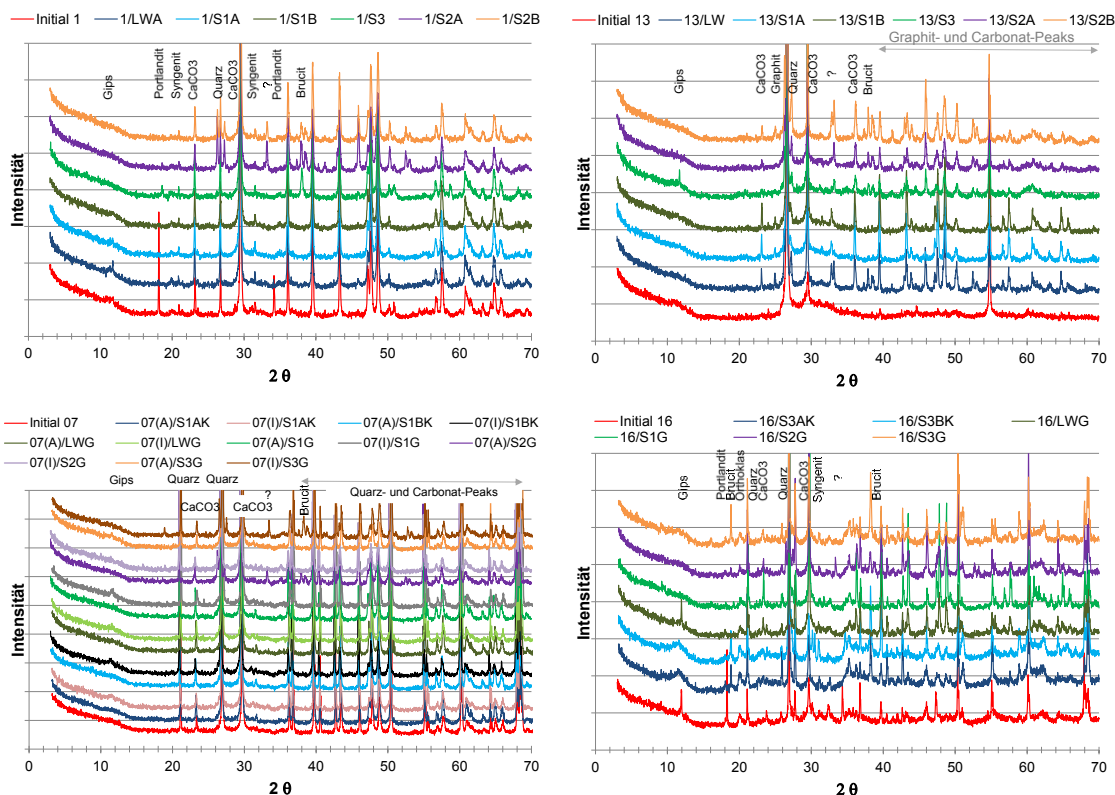 Initial 1 1/LWA 1/S1A 1/S1B 1/S3 1/S2A 1/S2B
Gips
Portlandit
Syngenit
CaCO3
Quarz
CaCO3
Syngenit
?
Portlandit
Brucit
Intensität
0 10 20 30 40 50 60 70
2 θ
Initial 13 13/LW 13/S1A 13/S1B 13/S3 13/S2A 13/S2B
Graphit- und Carbonat-Peaks
Gips
CaCO3
Graphit
Quarz
CaCO3
?
CaCO3
Brucit
Intensität
0 10 20 30 40 50 60 70
2 θ
Initial 07 07(A)/S1AK 07(I)/S1AK 07(A)/S1BK 07(I)/S1BK
07(A)/LWG 07(I)/LWG 07(A)/S1G 07(I)/S1G 07(A)/S2G
07(I)/S2G 07(A)/S3G 07(I)/S3G
Gips
Quarz
CaCO3
Quarz
CaCO3
?
Brucit
Quarz- und Carbonat-Peaks
Intensität
0 10 20 30 40 50 60 70
2 θ
Initial 16 16/S3AK 16/S3BK 16/LWG
16/S1G 16/S2G 16/S3G
Gips
Portlandit
Brucit
Orthoklas
Quarz
CaCO3
Quarz
CaCO3
Syngenit
?
Brucit
Intensität
0 10 20 30 40 50 60 70
2 θ